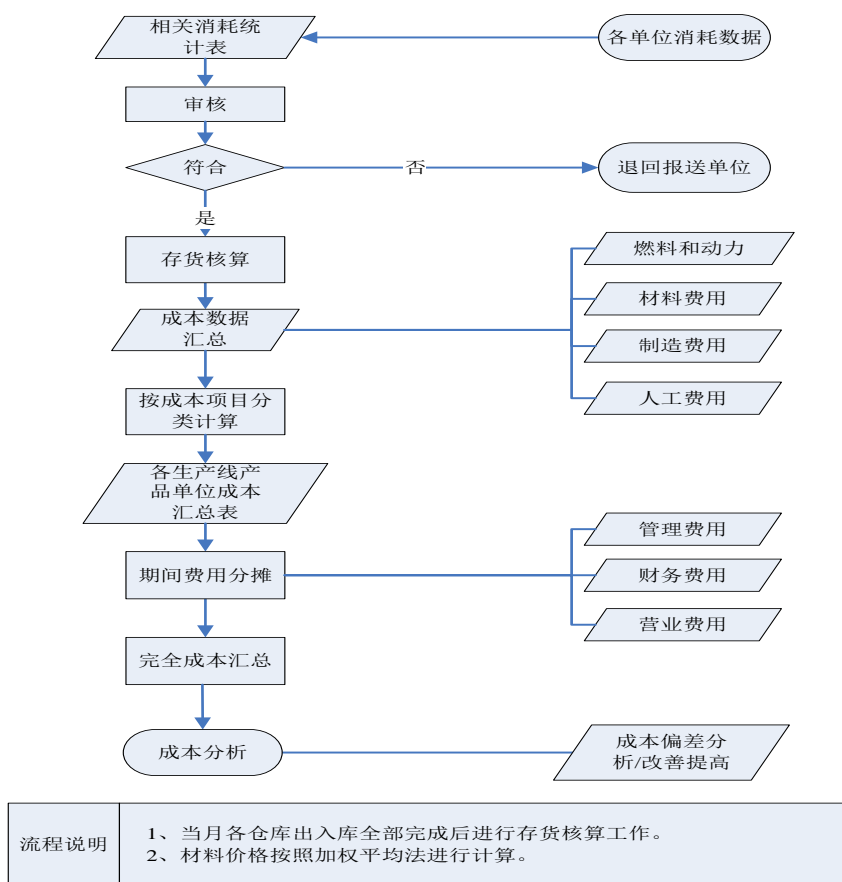 相关消耗统
计表
各单位消耗数据
审核
符合
否
退回报送单位
是
存货核算
燃料和动力
材料费用
成本数据
汇总
制造费用
按成本项目分
类计算
人工费用
各生产线产
品单位成本
汇总表
管理费用
期间费用分摊
财务费用
营业费用
完全成本汇总
成本分析
成本偏差分
析/改善提高
流程说明
1、当月各仓库出入库全部完成后进行存货核算工作。
2、材料价格按照加权平均法进行计算。